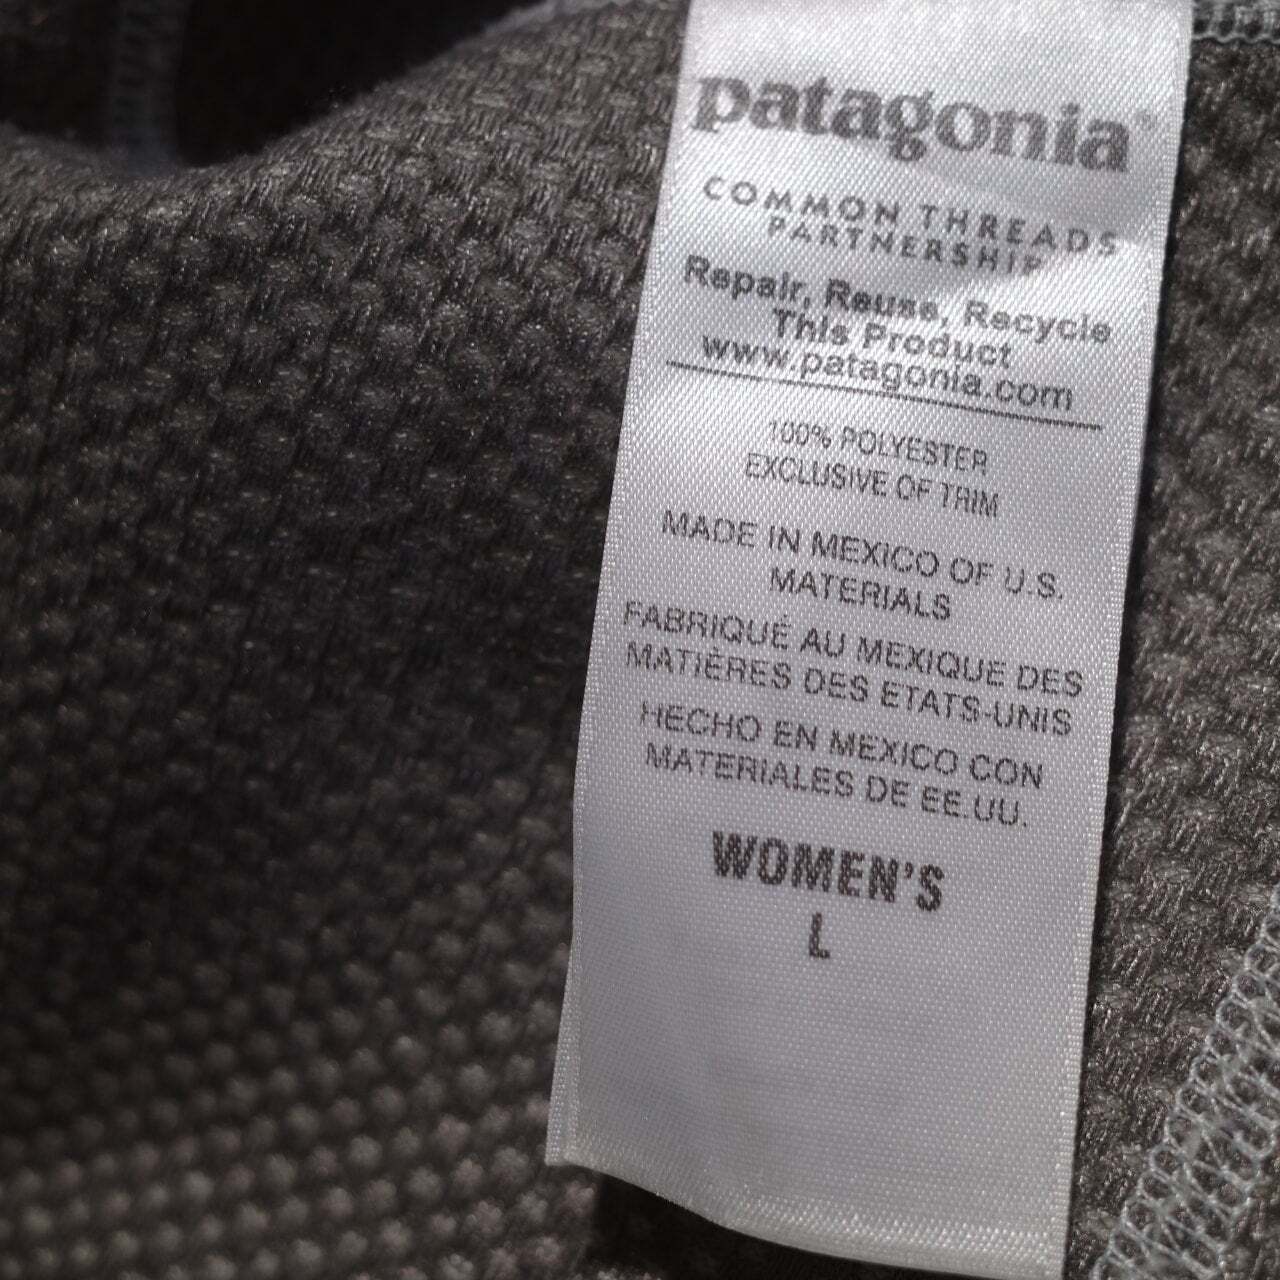 patagonia®
COMMON THREADS
PARTNERSHIP
Repair, Reuse, Recycle
This Product
www.patagonia.com
100% POLYESTER
EXCLUSIVE OF TRIM
MADE IN MEXICO OF U.S.
MATERIALS
FABRIQUÉ AU MEXIQUE DES
MATIÈRES DES ETATS-UNIS
HECHO EN MEXICO CON
MATERIALES DE EE.UU.
WOMEN'S
L